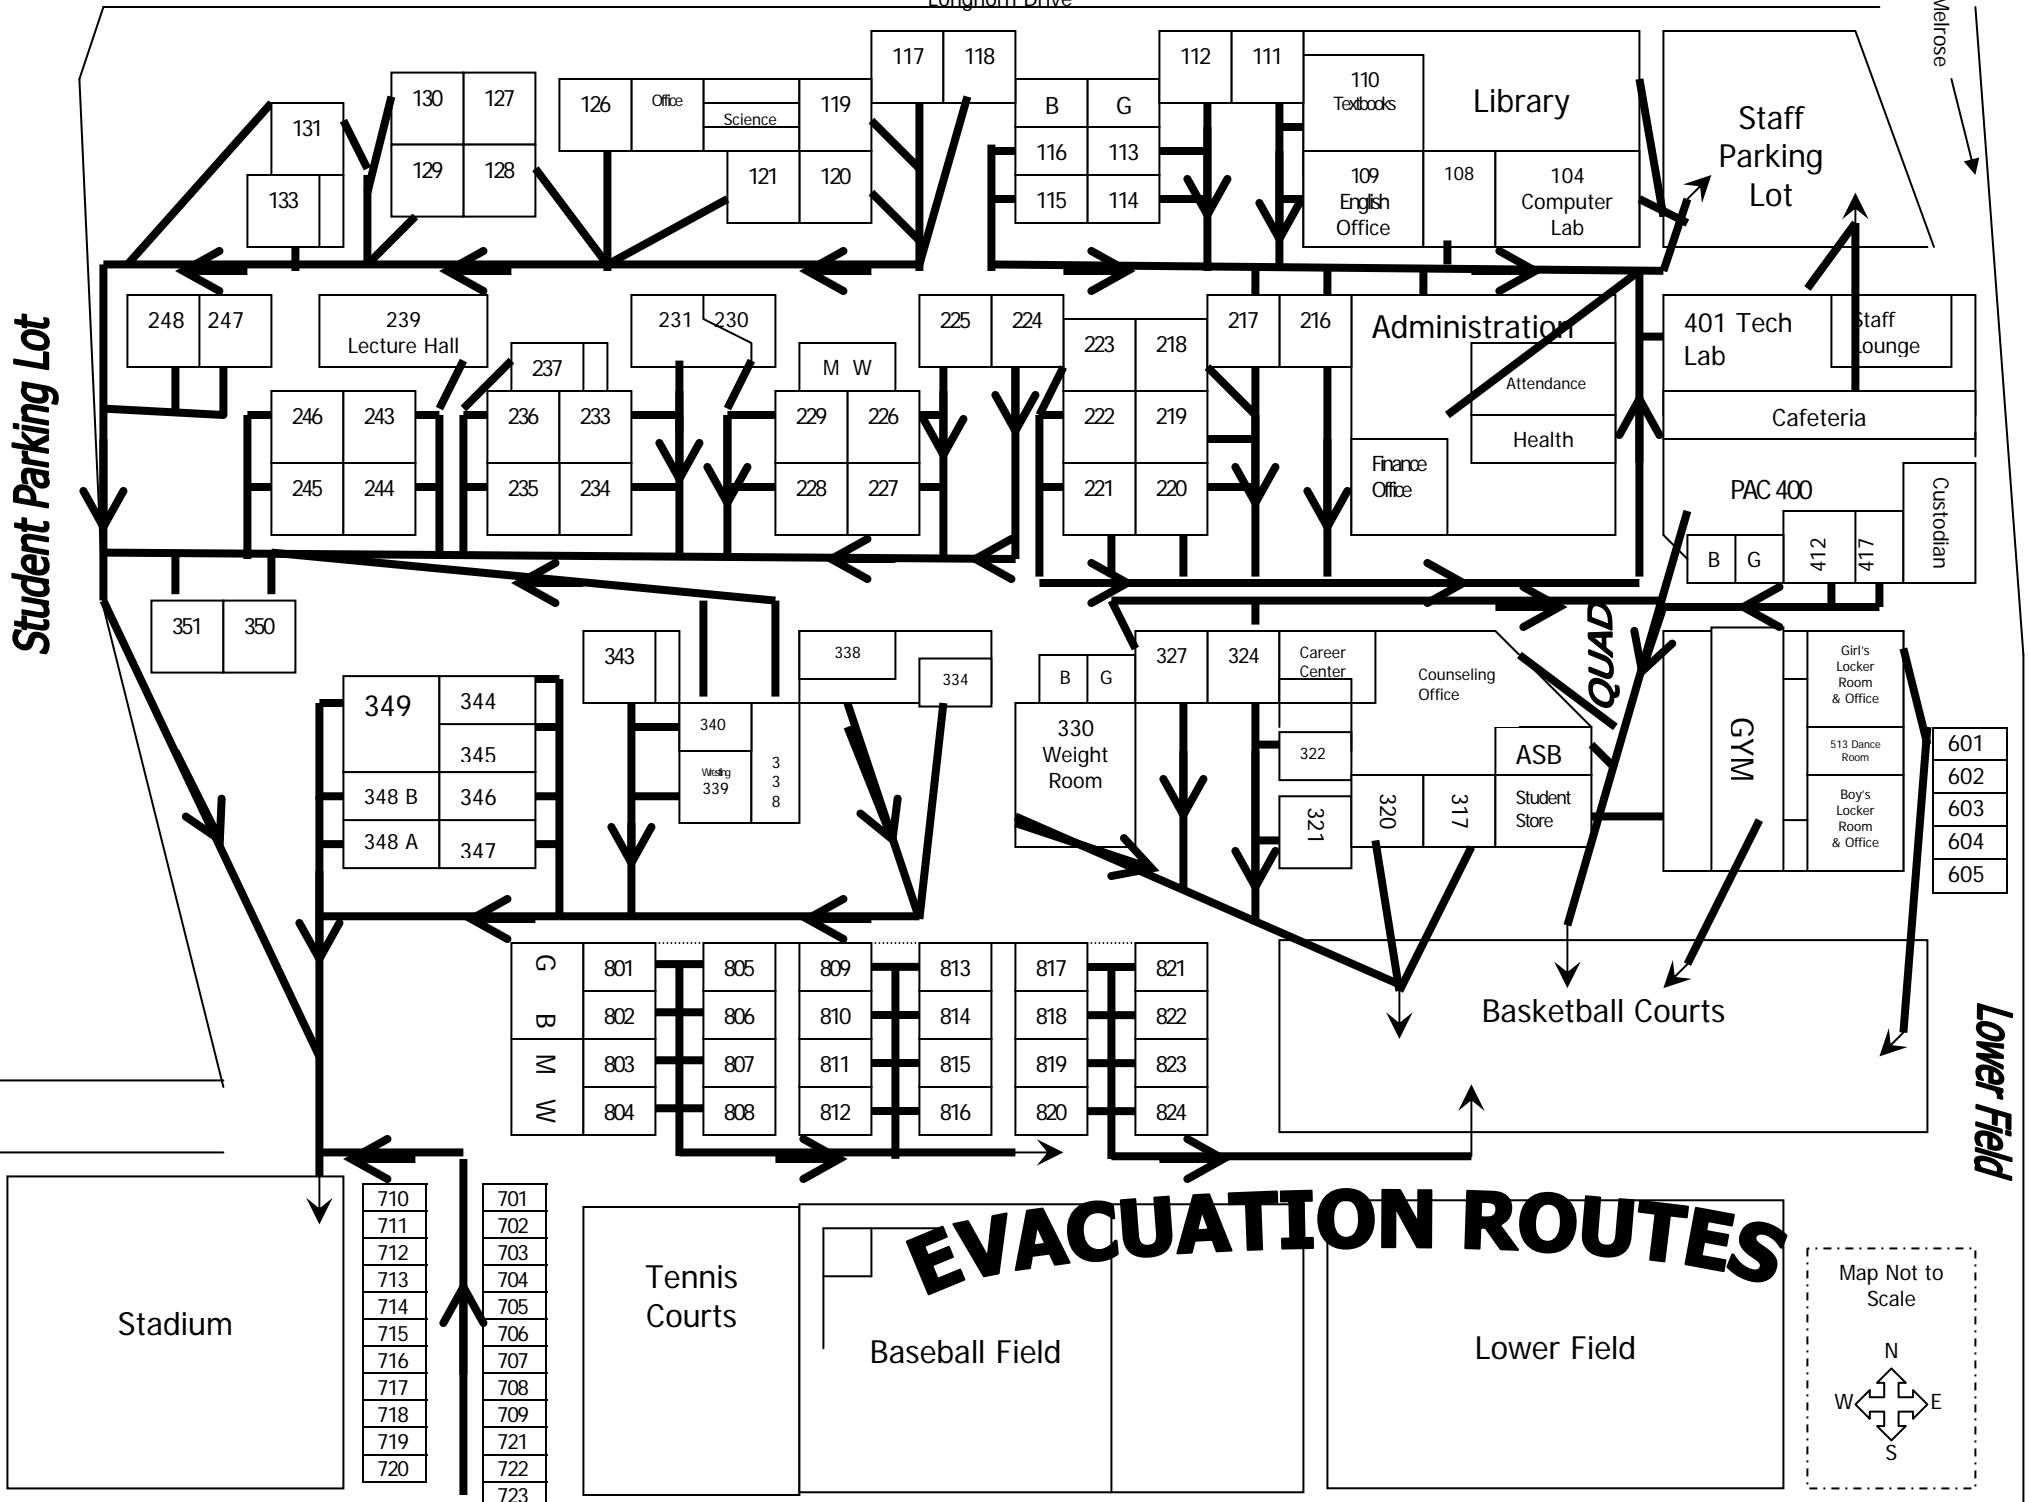 Longhorn Drive
Melrose
117
118
112
111
110
Textbooks
Library
Staff
Parking
Lot
130
127
126
Office
Science
119
B
G
131
129
128
121
120
116
113
115
114
109
English
Office
108
104
Computer
Lab
133
Student Parking Lot
248
247
239
Lecture Hall
231
230
225
224
223
218
217
216
Administration
401 Tech
Lab
Staff
Lounge
237
M W
Attendance
246
243
236
233
229
226
222
219
Health
Cafeteria
245
244
235
234
228
227
221
220
Finance
Office
PAC 400
Custodian
B
G
412
417
351
350
343
338
334
B
G
327
324
Career
Center
Counseling
Office
QUAD
GYM
Girl's
Locker
Room
& Office
513 Dance
Room
Boy's
Locker
Room
& Office
349
344
345
348 B
346
348 A
347
340
Wrestling
339
3
3
8
330
Weight
Room
322
321
320
317
ASB
Student
Store
601
602
603
604
605
G
B
M
W
801
805
809
813
817
821
802
806
810
814
818
822
803
807
811
815
819
823
804
808
812
816
820
824
Basketball Courts
Lower Field
EVACUATION ROUTES
Stadium
710
711
712
713
714
715
716
717
718
719
720
701
702
703
704
705
706
707
708
709
721
722
723
Tennis
Courts
Baseball Field
Lower Field
Map Not to
Scale
N
W
E
S